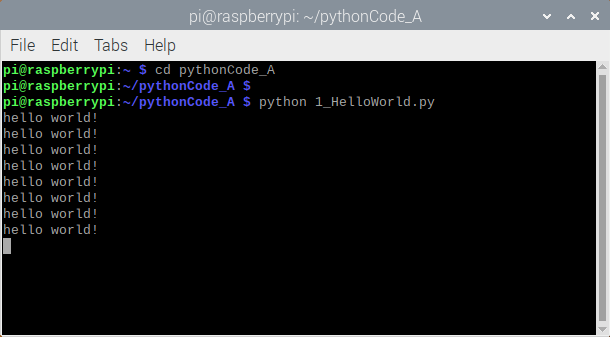 pi@raspberrypi: ~/pythonCode_A
File Edit Tabs Help
pi@raspberrypi:~ $ cd pythonCode_A
pi@raspberrypi:~/pythonCode_A $
pi@raspberrypi:~/pythonCode_A $ python 1_HelloWorld.py
hello world!
hello world!
hello world!
hello world!
hello world!
hello world!
hello world!
hello world!